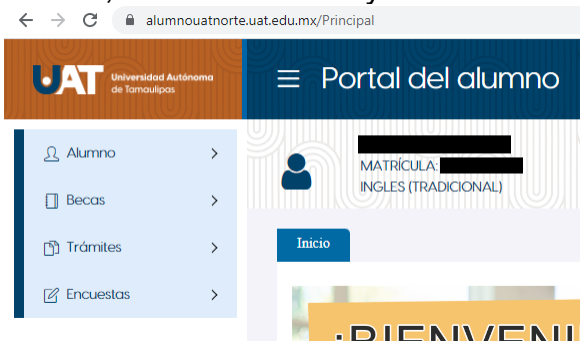 alumnouatnorte.uat.edu.mx/Principal
UAT Universidad Autónoma
de Tamaulipas
Portal del alumno
Alumno
Becas
Trámites
Encuestas
MATRÍCULA:
INGLES (TRADICIONAL)
Inicio
¡BIENVENI